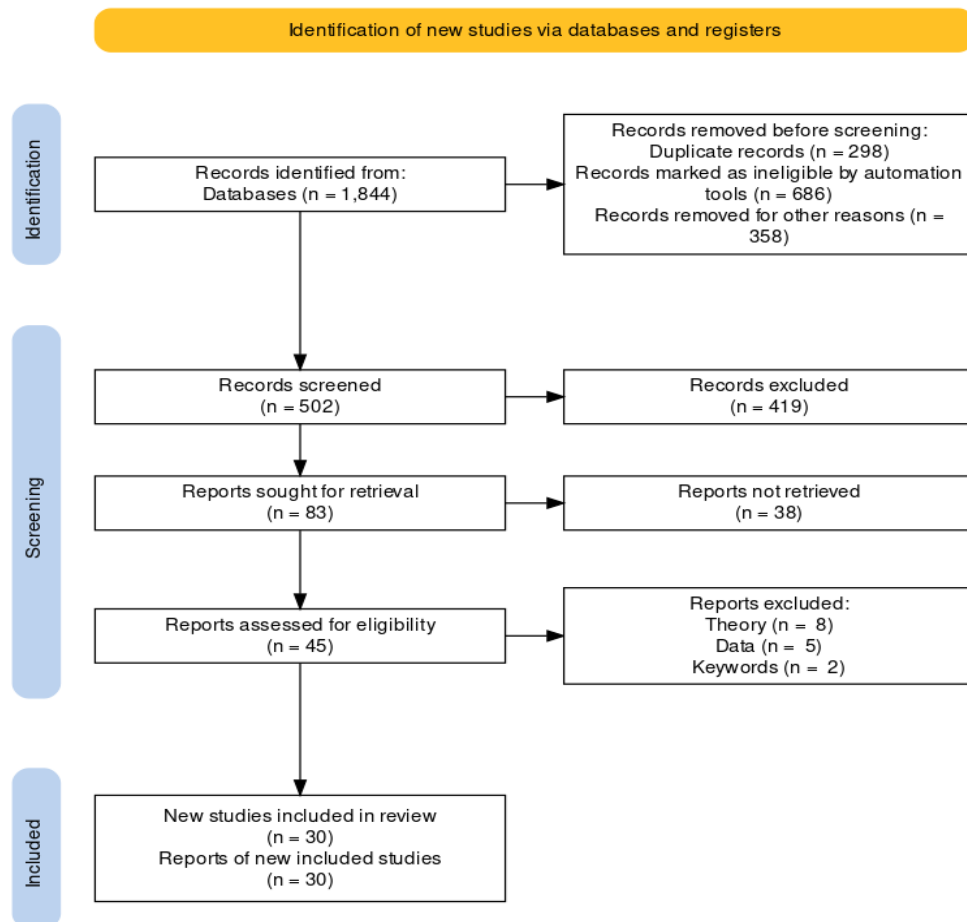 Identification of new studies via databases and registers
Identification
Records identified from:
Databases (n = 1,844)
Records removed before screening:
Duplicate records (n = 298)
Records marked as ineligible by automation
tools (n = 686)
Records removed for other reasons (n =
358)
Screening
Records screened
(n = 502)
Records excluded
(n = 419)
Reports sought for retrieval
(n = 83)
Reports not retrieved
(n = 38)
Reports assessed for eligibility
(n = 45)
Reports excluded:
Theory (n = 8)
Data (n = 5)
Keywords (n = 2)
Included
New studies included in review
(n = 30)
Reports of new included studies
(n = 30)